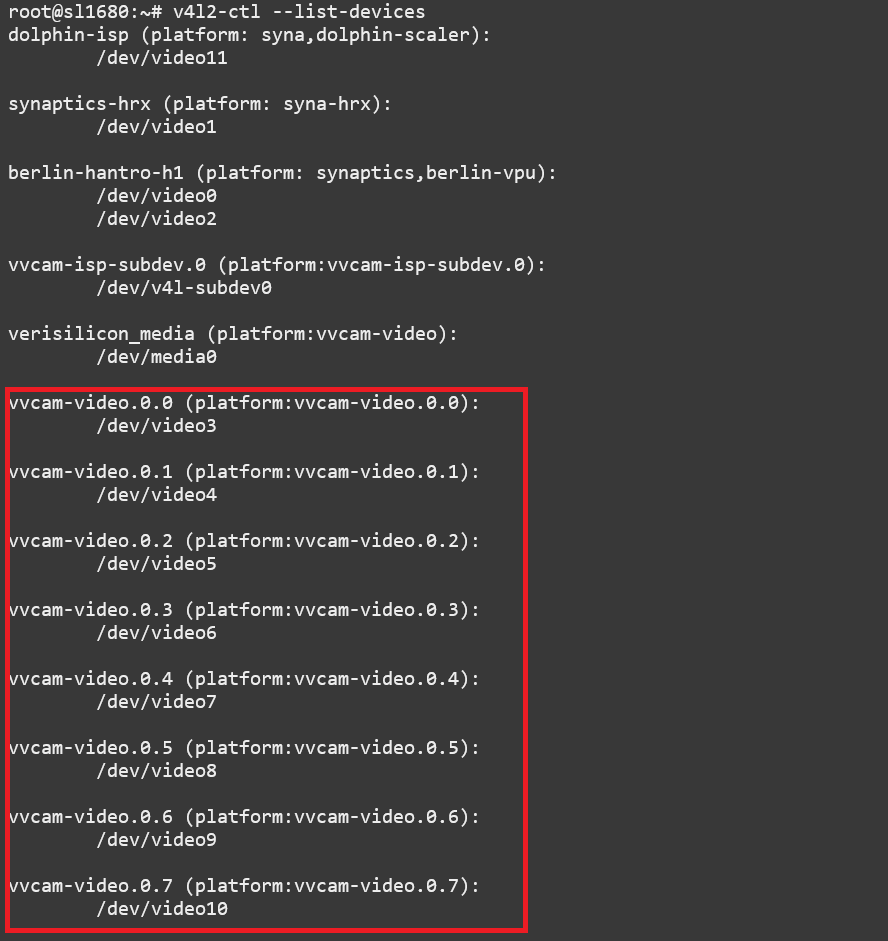 root@sl1680:~# v4l2-ctl --list-devices
dolphin-isp (platform: syna,dolphin-scaler):
        /dev/video11

synaptics-hrx (platform: syna-hrx):
        /dev/video1

berlin-hantro-h1 (platform: synaptics,berlin-vpu):
        /dev/video0
        /dev/video2

vvcam-isp-subdev.0 (platform:vvcam-isp-subdev.0):
        /dev/v4l-subdev0

verisilicon_media (platform:vvcam-video):
        /dev/media0

vvcam-video.0.0 (platform:vvcam-video.0.0):
        /dev/video3

vvcam-video.0.1 (platform:vvcam-video.0.1):
        /dev/video4

vvcam-video.0.2 (platform:vvcam-video.0.2):
        /dev/video5

vvcam-video.0.3 (platform:vvcam-video.0.3):
        /dev/video6

vvcam-video.0.4 (platform:vvcam-video.0.4):
        /dev/video7

vvcam-video.0.5 (platform:vvcam-video.0.5):
        /dev/video8

vvcam-video.0.6 (platform:vvcam-video.0.6):
        /dev/video9

vvcam-video.0.7 (platform:vvcam-video.0.7):
        /dev/video10